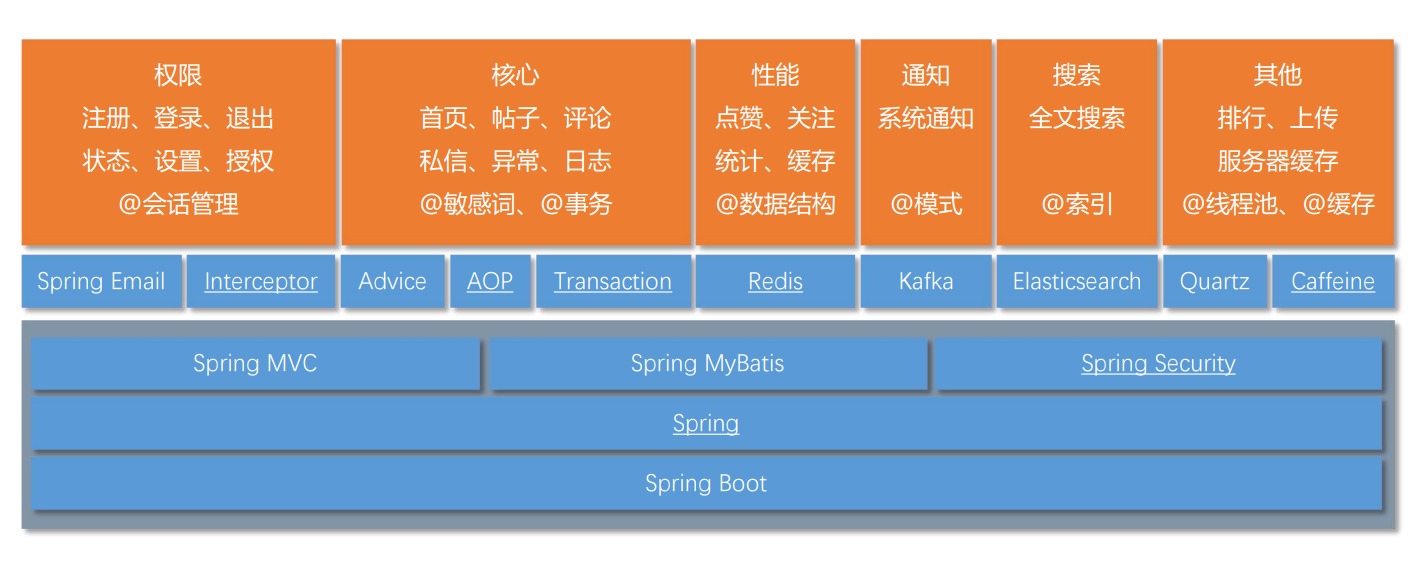 权限
注册、登录、退出
状态、设置、授权
@会话管理
核心
首页、帖子、评论
私信、异常、日志
@敏感词、@事务
性能
点赞、关注
统计、缓存
@数据结构
通知
系统通知
@模式
搜索
全文搜索
@索引
其他
排行、上传
服务器缓存
@线程池、@缓存
Spring Email
Interceptor
Advice
AOP
Transaction
Redis
Kafka
Elasticsearch
Quartz
Caffeine
Spring MVC
Spring MyBatis
Spring Security
Spring
Spring Boot